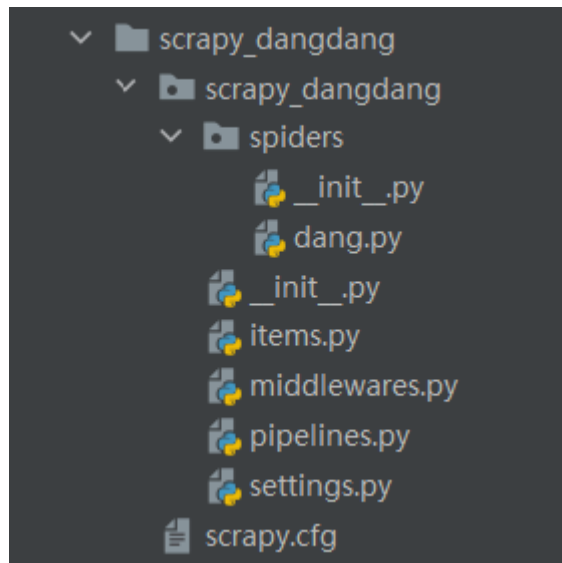 scrapy_dangdang
scrapy_dangdang
spiders
__init__.py
dang.py
__init__.py
items.py
middlewares.py
pipelines.py
settings.py
scrapy.cfg